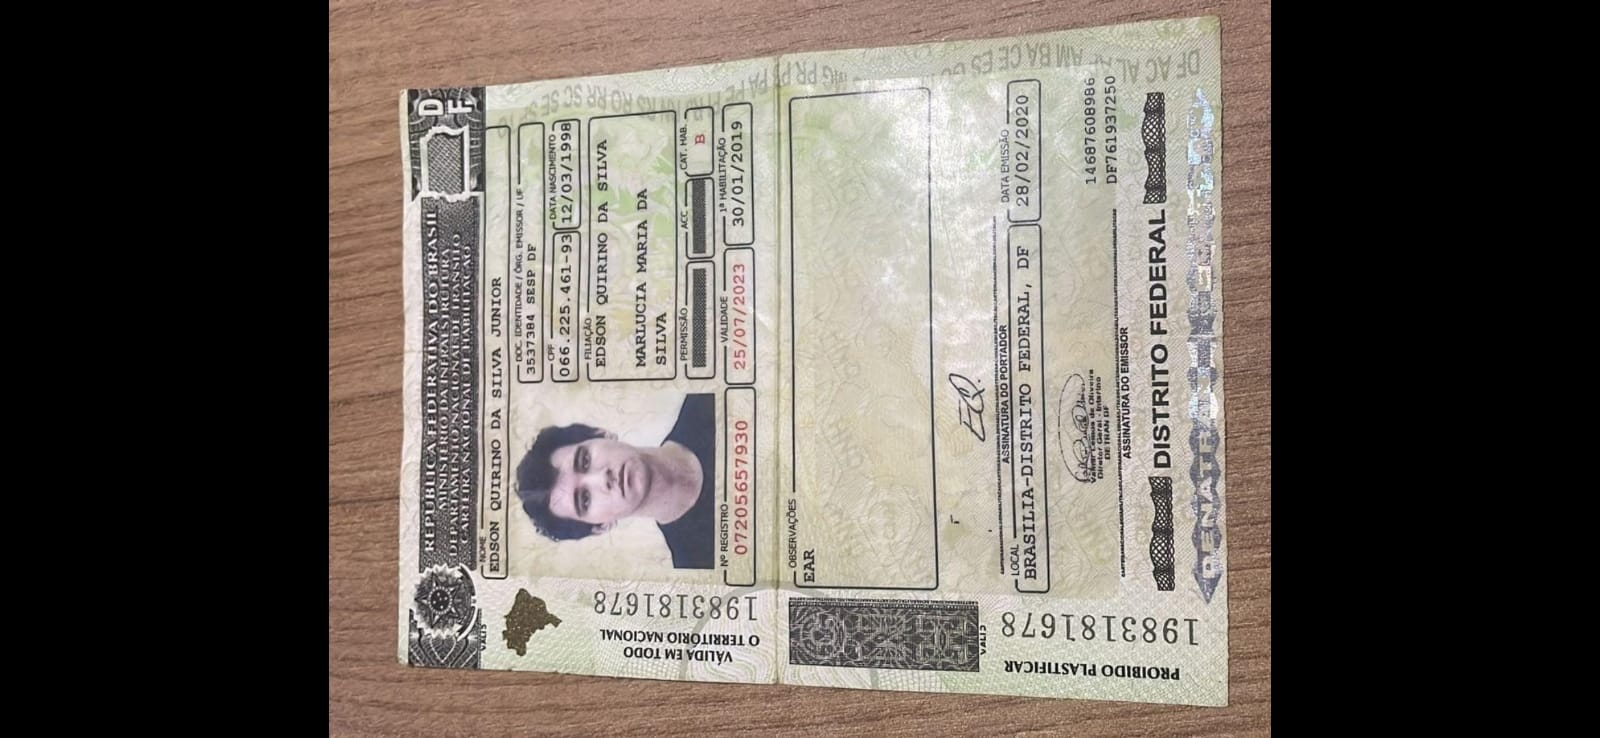 REPÚBLICA FEDERATIVA DO BRASIL
MINISTÉRIO DA INFRAESTRUTURA
DEPARTAMENTO NACIONAL DE TRÂNSITO
CARTEIRA NACIONAL DE HABILITAÇÃO
DF
NOME
EDSON QUIRINO DA SILVA JUNIOR
DOC. IDENTIDADE / ÓRG. EMISSOR / UF
3537384 SESP DF
CPF
066.225.461-93
DATA NASCIMENTO
12/03/1998
FILIAÇÃO
EDSON QUIRINO DA SILVA
MARLUCIA MARIA DA
SILVA
PERMISSÃO
ACC
CAT. HAB.
B
Nº REGISTRO
07205657930
VALIDADE
25/07/2023
1ª HABILITAÇÃO
30/01/2019
VÁLIDA EM TODO
O TERRITÓRIO NACIONAL
1983181678
OBSERVAÇÕES
EAR
ASSINATURA DO PORTADOR
LOCAL
BRASILIA-DISTRITO FEDERAL, DF
DATA EMISSÃO
28/02/2020
Diretor Geral - Interino
DETRAN DF
ASSINATURA DO EMISSOR
14687608986
DF761937250
DISTRITO FEDERAL
PROIBIDO PLASTIFICAR
1983181678